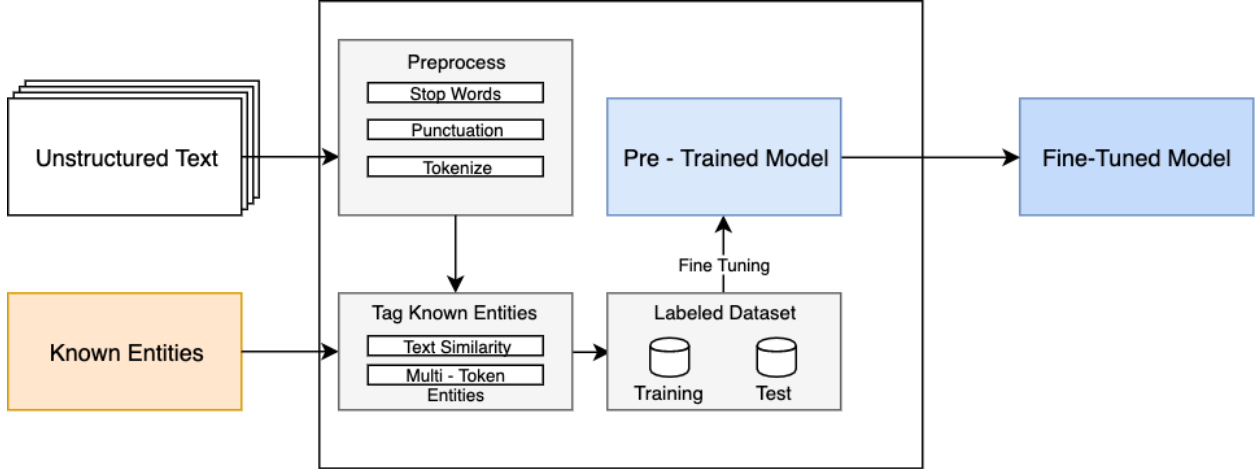 Unstructured Text
Preprocess
Stop Words
Punctuation
Tokenize
Pre - Trained Model
Fine-Tuned Model
Fine Tuning
Known Entities
Tag Known Entities
Text Similarity
Multi - Token
Entities
Labeled Dataset
Training
Test